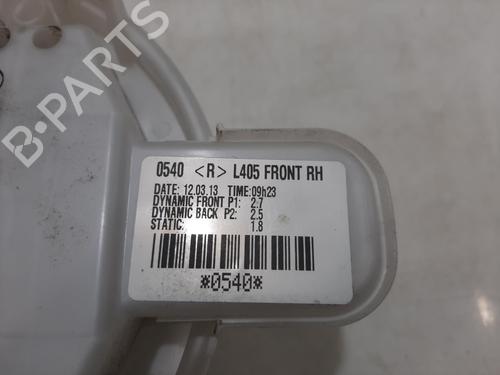 B-PARTS
0540 <R> L405 FRONT RH
DATE: 12.03.13 TIME:09h23
DYNAMIC FRONT P1: 2.7
DYNAMIC BACK P2: 2.5
STATIC: 1.8
*0540*